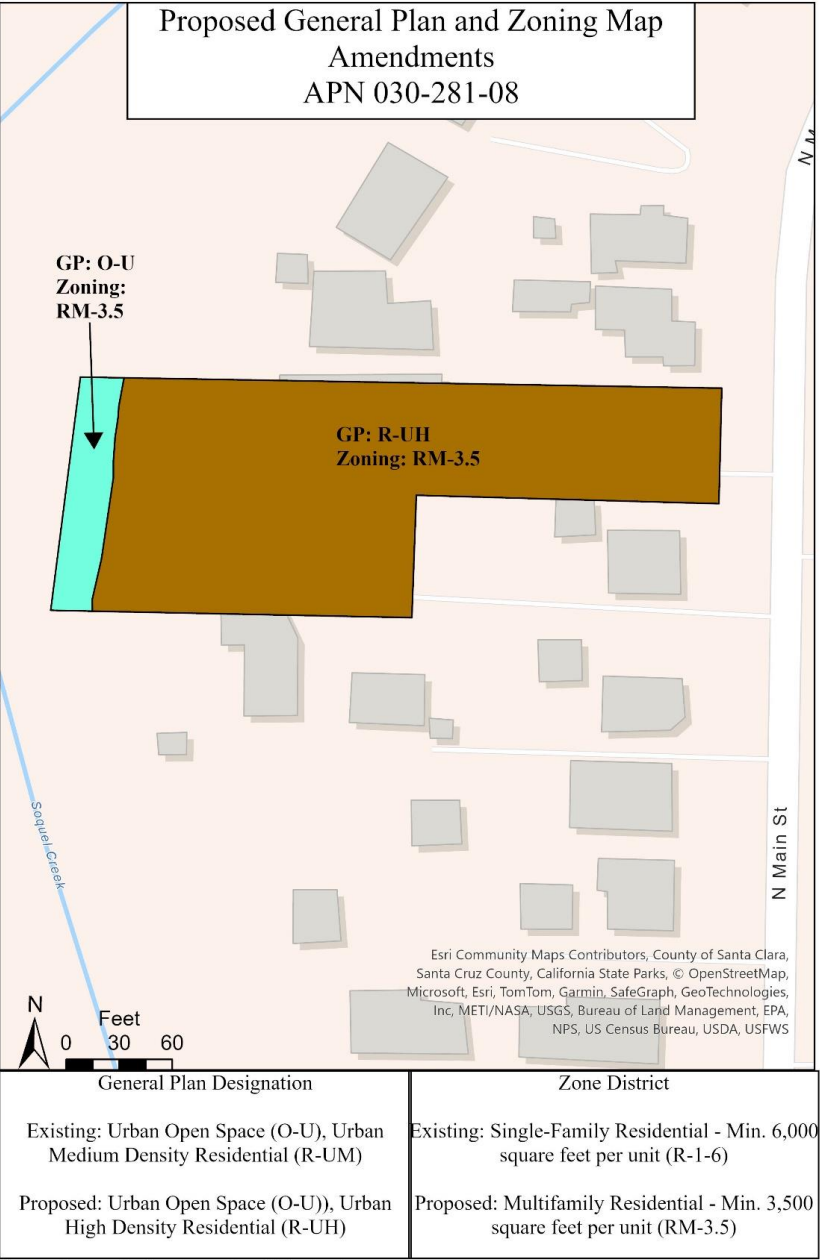 Proposed General Plan and Zoning Map
Amendments
APN 030-281-08
N M
GP: O-U
Zoning:
RM-3.5
GP: R-UH
Zoning: RM-3.5
Soquel Creek
N Main St
Esri Community Maps Contributors, County of Santa Clara,
Santa Cruz County, California State Parks, © OpenStreetMap,
Microsoft, Esri, TomTom, Garmin, SafeGraph, GeoTechnologies,
Inc, METI/NASA, USGS, Bureau of Land Management, EPA,
NPS, US Census Bureau, USDA, USFWS
N
Feet
0 30 60
General Plan Designation
Existing: Urban Open Space (O-U), Urban
Medium Density Residential (R-UM)
Proposed: Urban Open Space (O-U)), Urban
High Density Residential (R-UH)
Zone District
Existing: Single-Family Residential - Min. 6,000
square feet per unit (R-1-6)
Proposed: Multifamily Residential - Min. 3,500
square feet per unit (RM-3.5)